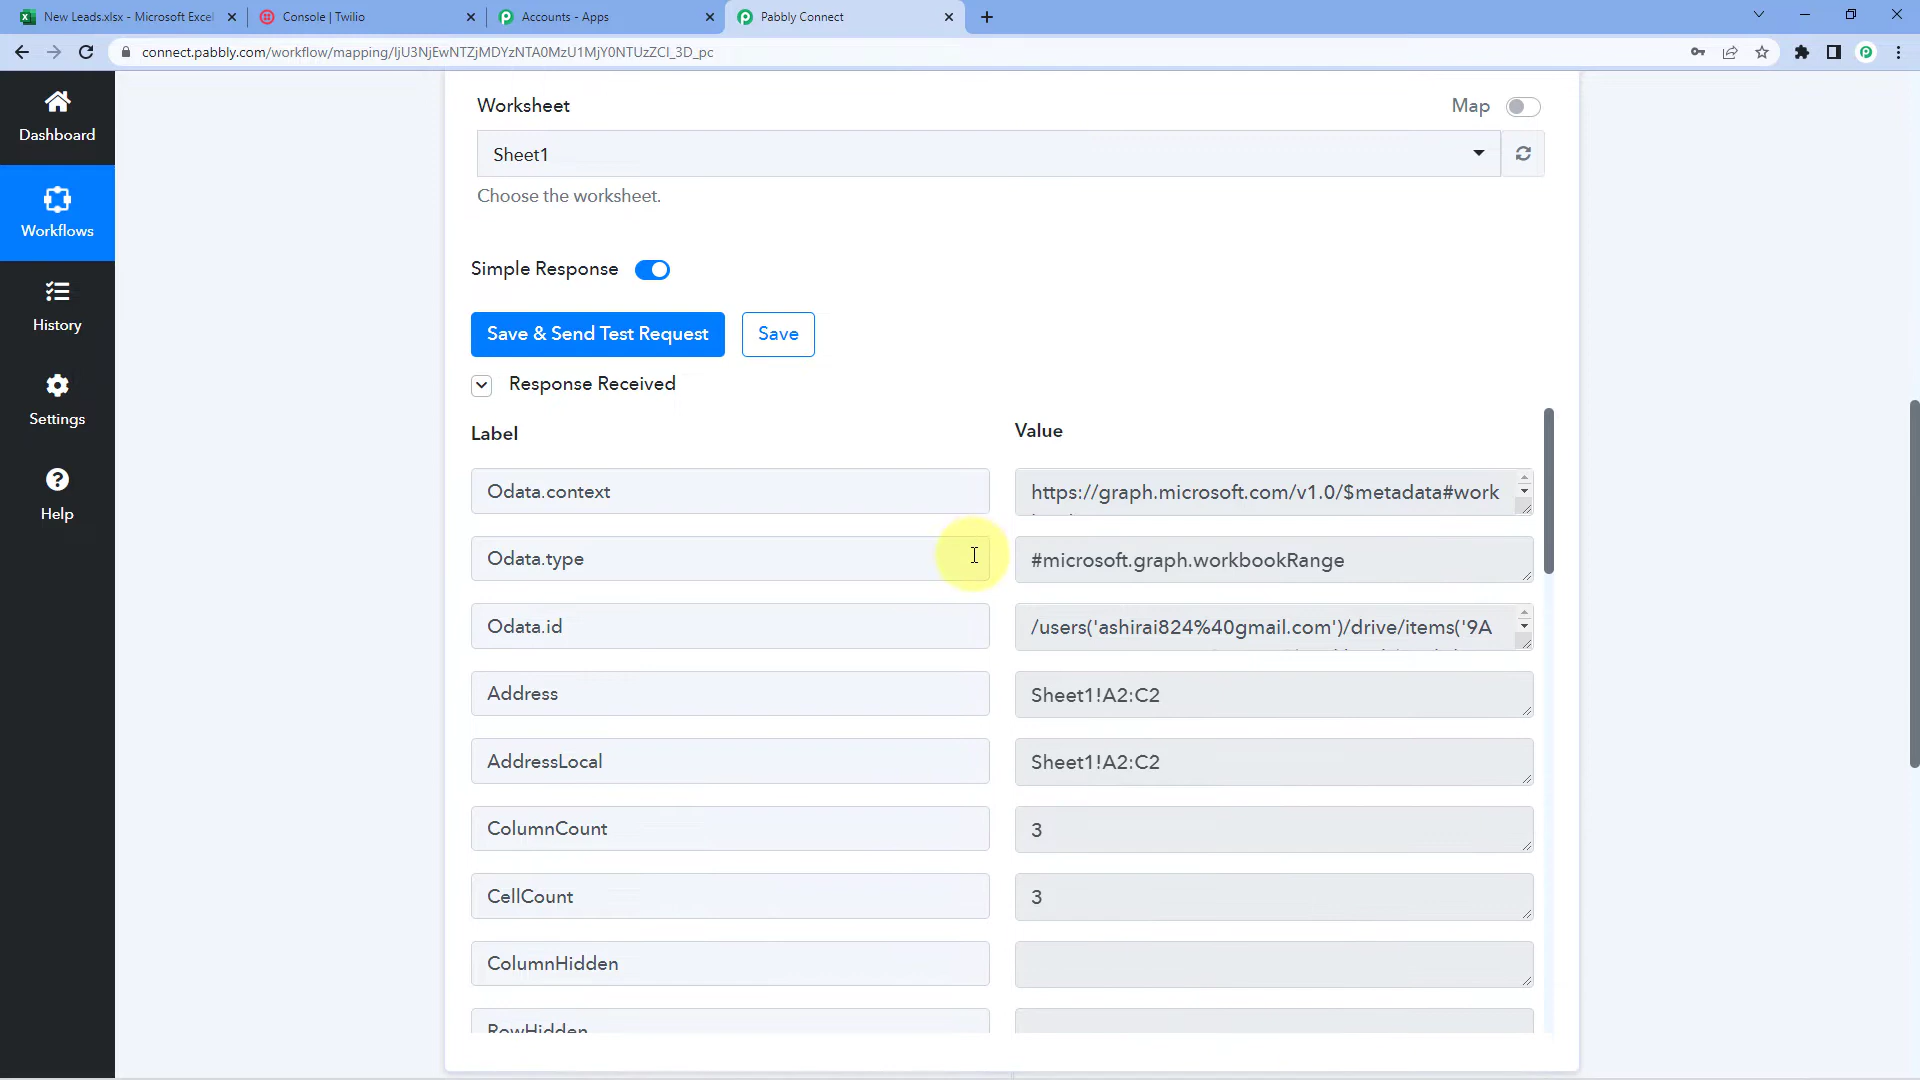 New Leads.xlsx - Microsoft Excel
Console | Twilio
Accounts - Apps
Pabbly Connect
connect.pabbly.com/workflow/mapping/IjU3NjEwNTZjMDYzNTA0MzU1MjY0NTUzZCI_3D_pc
Dashboard
Workflows
History
Settings
Help
Worksheet
Map
Sheet1
Choose the worksheet.
Simple Response
Save & Send Test Request
Save
Response Received
Label
Value
Odata.context
https://graph.microsoft.com/v1.0/$metadata#work
Odata.type
#microsoft.graph.workbookRange
Odata.id
/users('ashirai824%40gmail.com')/drive/items('9A
Address
Sheet1!A2:C2
AddressLocal
Sheet1!A2:C2
ColumnCount
3
CellCount
3
ColumnHidden
RowHidden